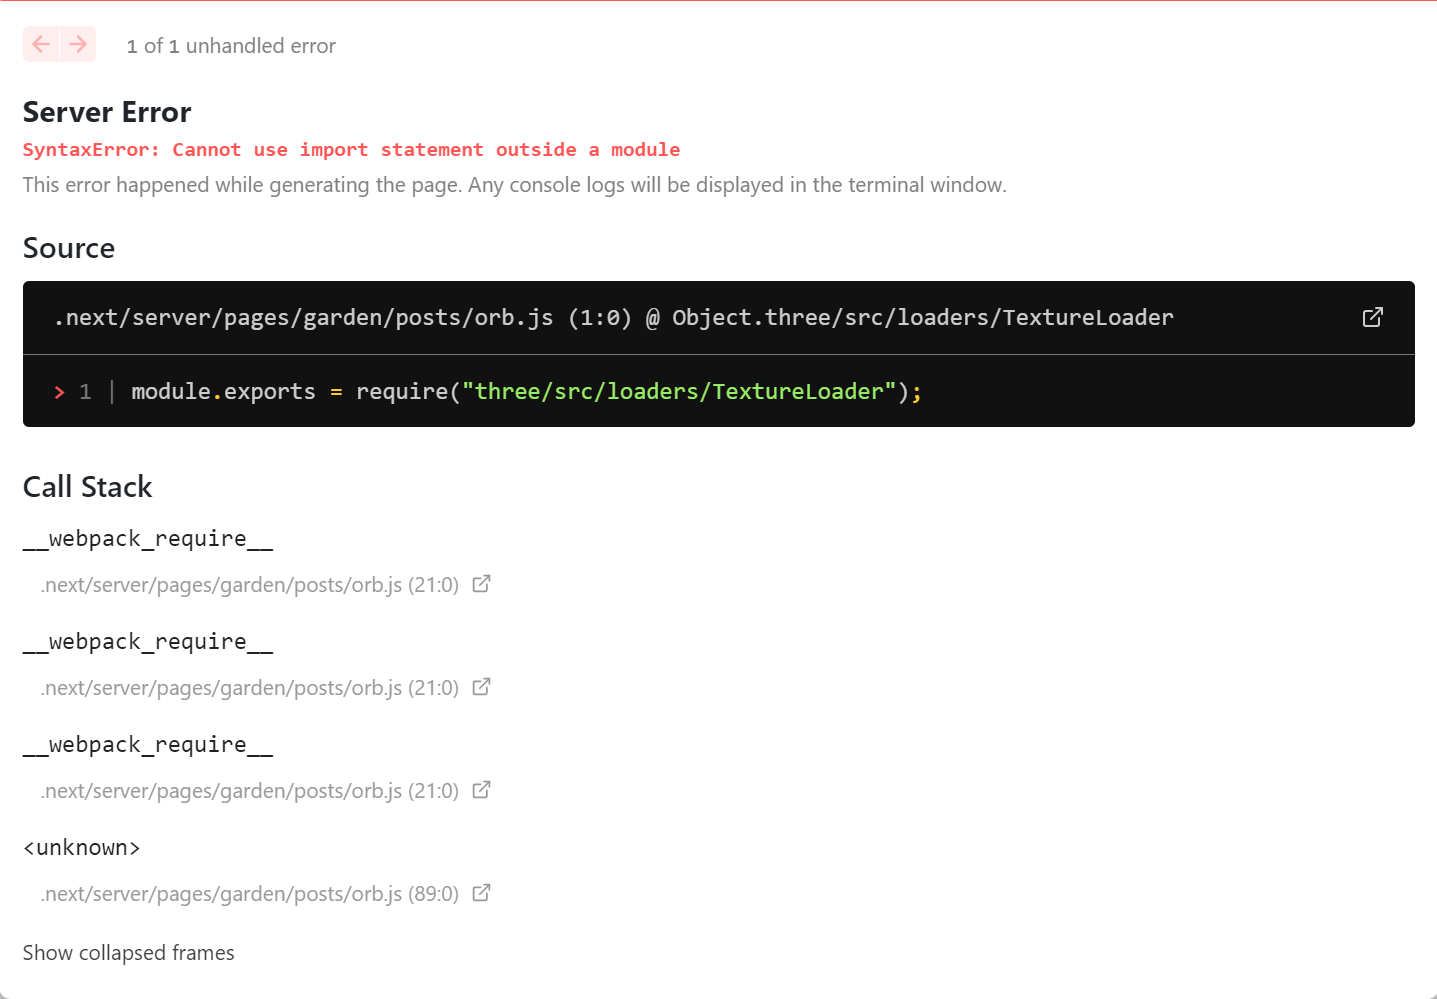 1 of 1 unhandled error
Server Error
SyntaxError: Cannot use import statement outside a module
This error happened while generating the page. Any console logs will be displayed in the terminal window.
Source
.next/server/pages/garden/posts/orb.js (1:0) @ Object.three/src/loaders/TextureLoader
> 1 | module.exports = require("three/src/loaders/TextureLoader");
Call Stack
__webpack_require__
.next/server/pages/garden/posts/orb.js (21:0)
__webpack_require__
.next/server/pages/garden/posts/orb.js (21:0)
__webpack_require__
.next/server/pages/garden/posts/orb.js (21:0)
<unknown>
.next/server/pages/garden/posts/orb.js (89:0)
Show collapsed frames